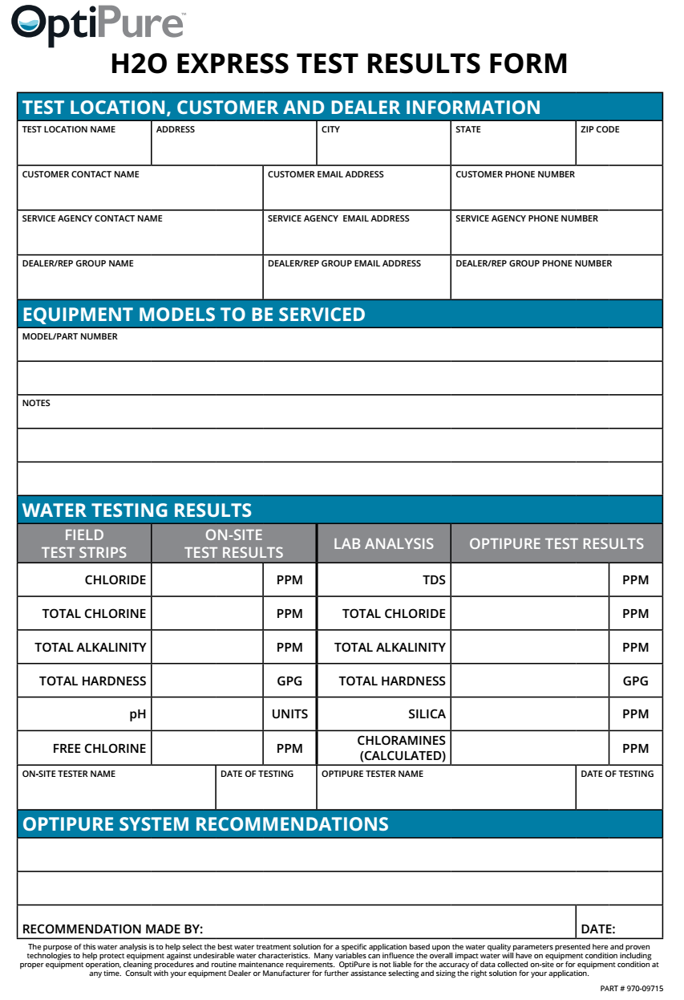 OptiPure™
H2O EXPRESS TEST RESULTS FORM
TEST LOCATION, CUSTOMER AND DEALER INFORMATION
TEST LOCATION NAME ADDRESS CITY STATE ZIP CODE
CUSTOMER CONTACT NAME CUSTOMER EMAIL ADDRESS CUSTOMER PHONE NUMBER
SERVICE AGENCY CONTACT NAME SERVICE AGENCY EMAIL ADDRESS SERVICE AGENCY PHONE NUMBER
DEALER/REP GROUP NAME DEALER/REP GROUP EMAIL ADDRESS DEALER/REP GROUP PHONE NUMBER
EQUIPMENT MODELS TO BE SERVICED
MODEL/PART NUMBER
NOTES
WATER TESTING RESULTS
FIELD
TEST STRIPS
ON-SITE
TEST RESULTS
LAB ANALYSIS
OPTIPURE TEST RESULTS
CHLORIDE PPM TDS PPM
TOTAL CHLORINE PPM TOTAL CHLORIDE PPM
TOTAL ALKALINITY PPM TOTAL ALKALINITY PPM
TOTAL HARDNESS GPG TOTAL HARDNESS GPG
pH UNITS SILICA PPM
FREE CHLORINE PPM
CHLORAMINES
(CALCULATED)
PPM
ON-SITE TESTER NAME DATE OF TESTING OPTIPURE TESTER NAME DATE OF TESTING
OPTIPURE SYSTEM RECOMMENDATIONS
RECOMMENDATION MADE BY: DATE:
The purpose of this water analysis is to help select the best water treatment solution for a specific application based upon the water quality parameters presented here and proven
technologies to help protect equipment against undesirable water characteristics. Many variables can influence the overall impact water will have on equipment condition including
proper equipment operation, cleaning procedures and routine maintenance requirements. OptiPure is not liable for the accuracy of data collected on-site or for equipment condition at
any time. Consult with your equipment Dealer or Manufacturer for further assistance selecting and sizing the right solution for your application.
PART # 970-09715